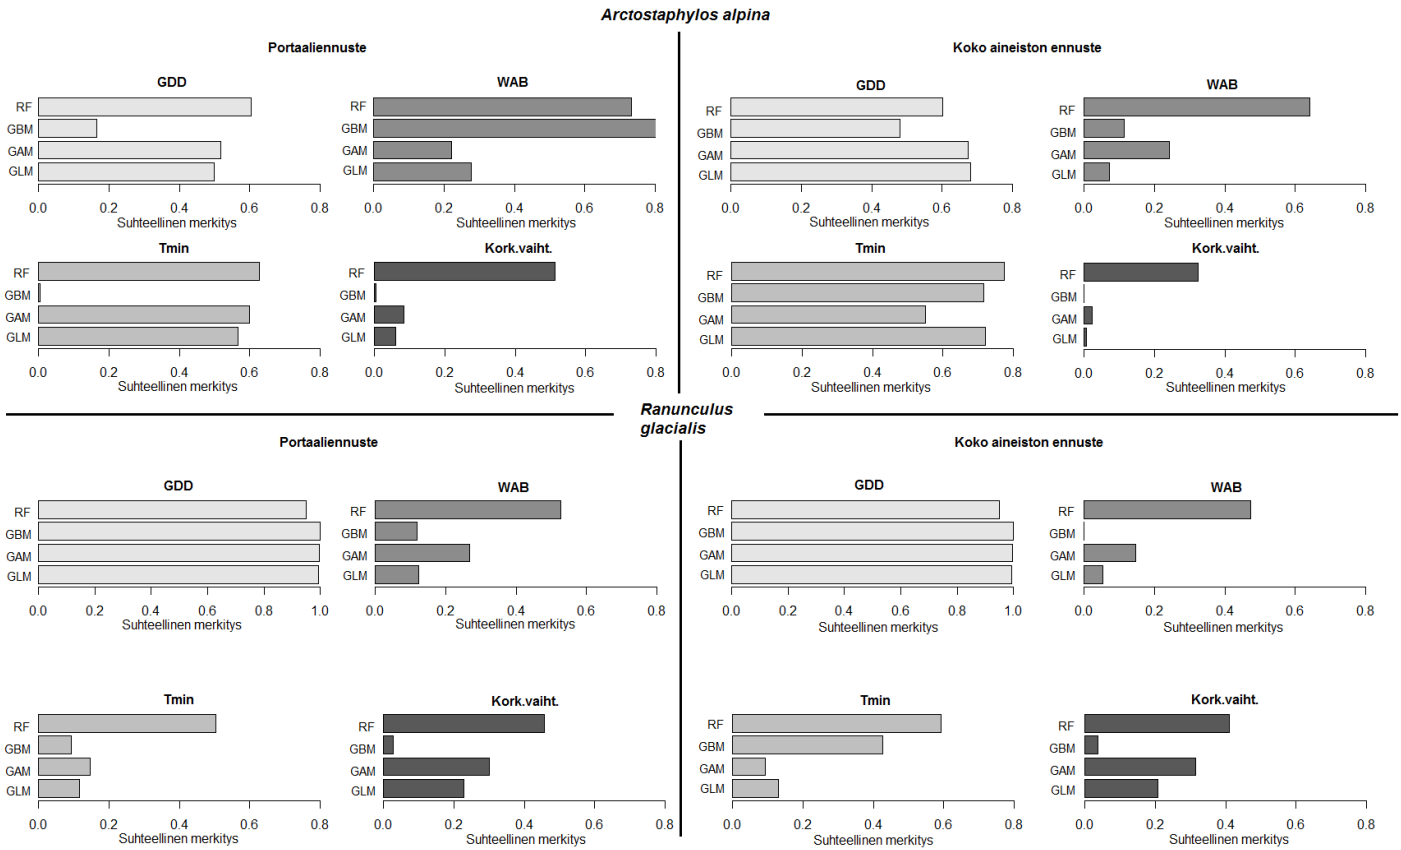 Arctostaphylos alpina
Portaaliennuste
Koko aineiston ennuste
GDD
RF
GBM
GAM
GLM
0.0 0.2 0.4 0.6 0.8
Suhteellinen merkitys
WAB
RF
GBM
GAM
GLM
0.0 0.2 0.4 0.6 0.8
Suhteellinen merkitys
GDD
RF
GBM
GAM
GLM
0.0 0.2 0.4 0.6 0.8
Suhteellinen merkitys
WAB
RF
GBM
GAM
GLM
0.0 0.2 0.4 0.6 0.8
Suhteellinen merkitys
Tmin
RF
GBM
GAM
GLM
0.0 0.2 0.4 0.6 0.8
Suhteellinen merkitys
Kork.vaiht.
RF
GBM
GAM
GLM
0.0 0.2 0.4 0.6 0.8
Suhteellinen merkitys
Tmin
RF
GBM
GAM
GLM
0.0 0.2 0.4 0.6 0.8
Suhteellinen merkitys
Kork.vaiht.
RF
GBM
GAM
GLM
0.0 0.2 0.4 0.6 0.8
Suhteellinen merkitys
Ranunculus
glacialis
Portaaliennuste
Koko aineiston ennuste
GDD
RF
GBM
GAM
GLM
0.0 0.2 0.4 0.6 0.8 1.0
Suhteellinen merkitys
WAB
RF
GBM
GAM
GLM
0.0 0.2 0.4 0.6 0.8
Suhteellinen merkitys
GDD
RF
GBM
GAM
GLM
0.0 0.2 0.4 0.6 0.8 1.0
Suhteellinen merkitys
WAB
RF
GBM
GAM
GLM
0.0 0.2 0.4 0.6 0.8
Suhteellinen merkitys
Tmin
RF
GBM
GAM
GLM
0.0 0.2 0.4 0.6 0.8
Suhteellinen merkitys
Kork.vaiht.
RF
GBM
GAM
GLM
0.0 0.2 0.4 0.6 0.8
Suhteellinen merkitys
Tmin
RF
GBM
GAM
GLM
0.0 0.2 0.4 0.6 0.8
Suhteellinen merkitys
Kork.vaiht.
RF
GBM
GAM
GLM
0.0 0.2 0.4 0.6 0.8
Suhteellinen merkitys